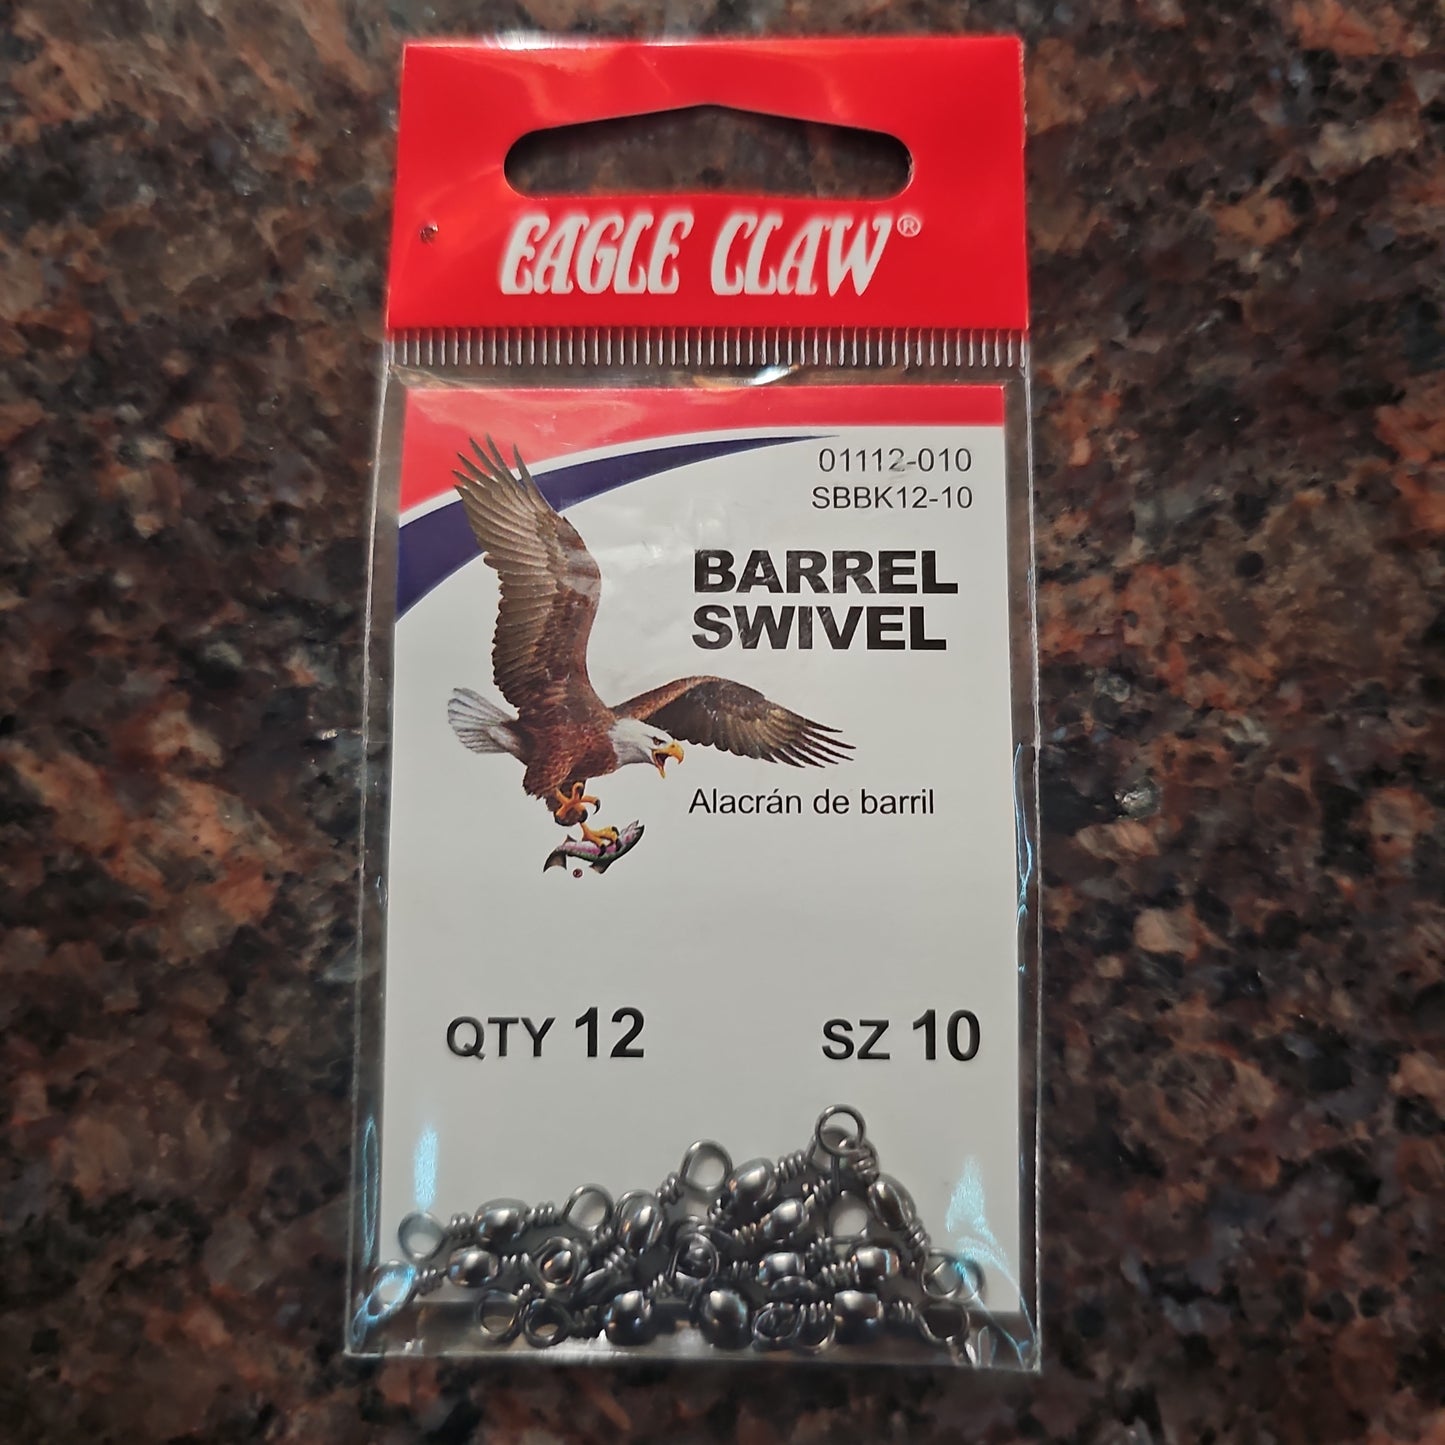 EAGLE CLAW®
01112-010
SBBK12-10
BARREL
SWIVEL
Alacrán de barril
®
QTY 12
SZ 10